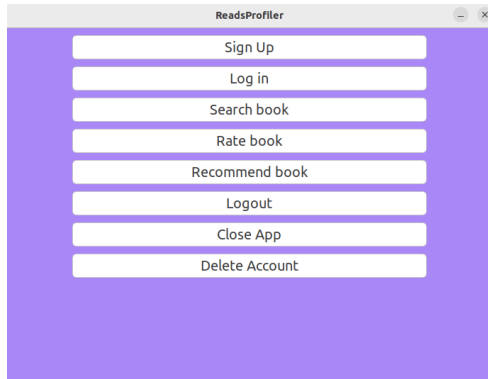 ReadsProfiler
Sign Up
Log in
Search book
Rate book
Recommend book
Logout
Close App
Delete Account